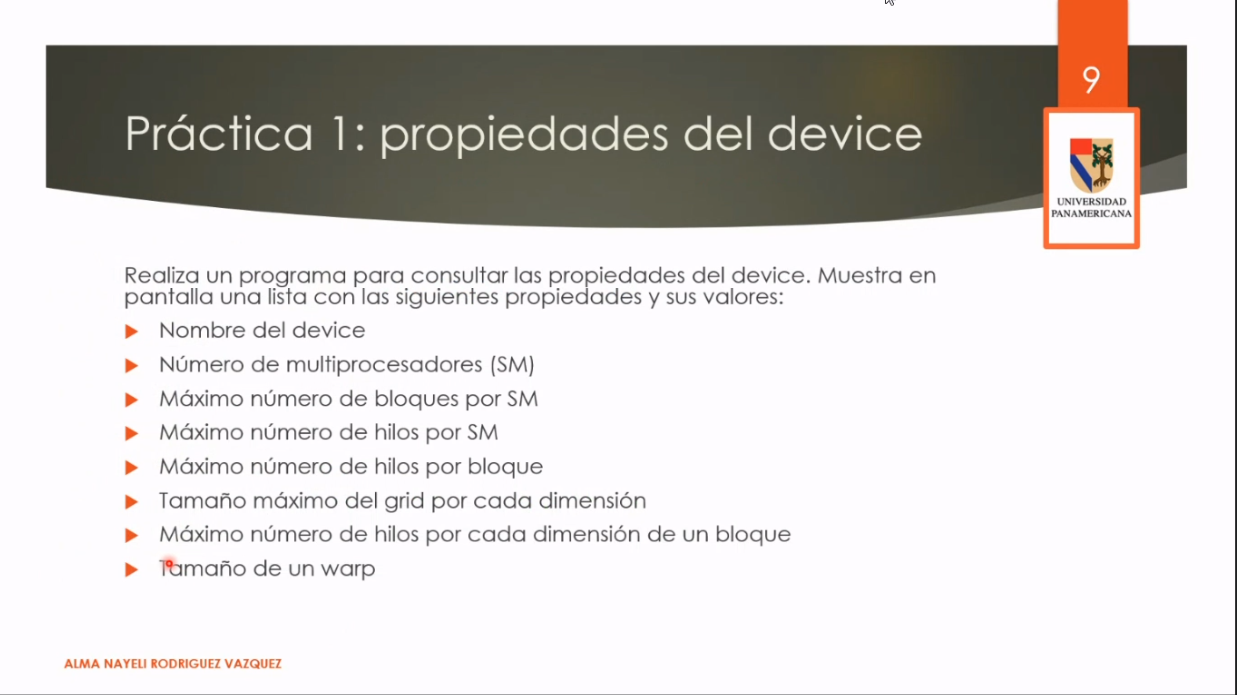 9
Práctica 1: propiedades del device
UNIVERSIDAD
PANAMERICANA
Realiza un programa para consultar las propiedades del device. Muestra en
pantalla una lista con las siguientes propiedades y sus valores:
Nombre del device
Número de multiprocesadores (SM)
Máximo número de bloques por SM
Máximo número de hilos por SM
Máximo número de hilos por bloque
Tamaño máximo del grid por cada dimensión
Máximo número de hilos por cada dimensión de un bloque
Tamaño de un warp
ALMA NAYELI RODRIGUEZ VAZQUEZ